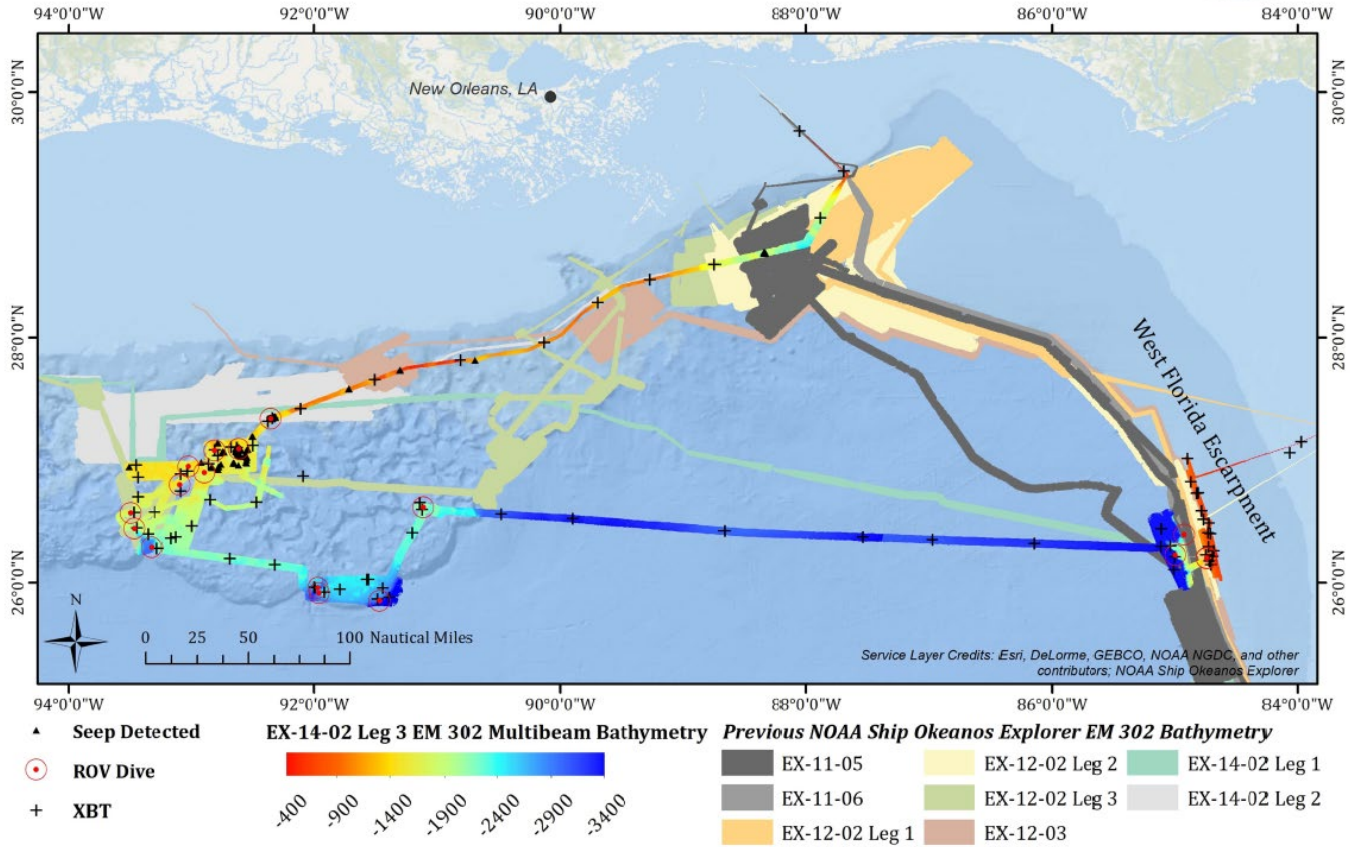 94°0'0"W 92°0'0"W 90°0'0"W 88°0'0"W 86°0'0"W 84°0'0"W
30°0'0"N
New Orleans, LA
30°0'0"N
28°0'0"N
West Florida Escarpment
28°0'0"N
26°0'0"N
26°0'0"N
N
0 25 50 100 Nautical Miles
Service Layer Credits: Esri, DeLorme, GEBCO, NOAA NGDC, and other
contributors; NOAA Ship Okeanos Explorer
94°0'0"W 92°0'0"W 90°0'0"W 88°0'0"W 86°0'0"W 84°0'0"W
Seep Detected
ROV Dive
XBT
EX-14-02 Leg 3 EM 302 Multibeam Bathymetry
-400 -9000 -1400 -1900 -2400 -2900 -3400
Previous NOAA Ship Okeanos Explorer EM 302 Bathymetry
EX-11-05 EX-12-02 Leg 2 EX-14-02 Leg 1
EX-11-06 EX-12-02 Leg 3 EX-14-02 Leg 2
EX-12-02 Leg 1 EX-12-03